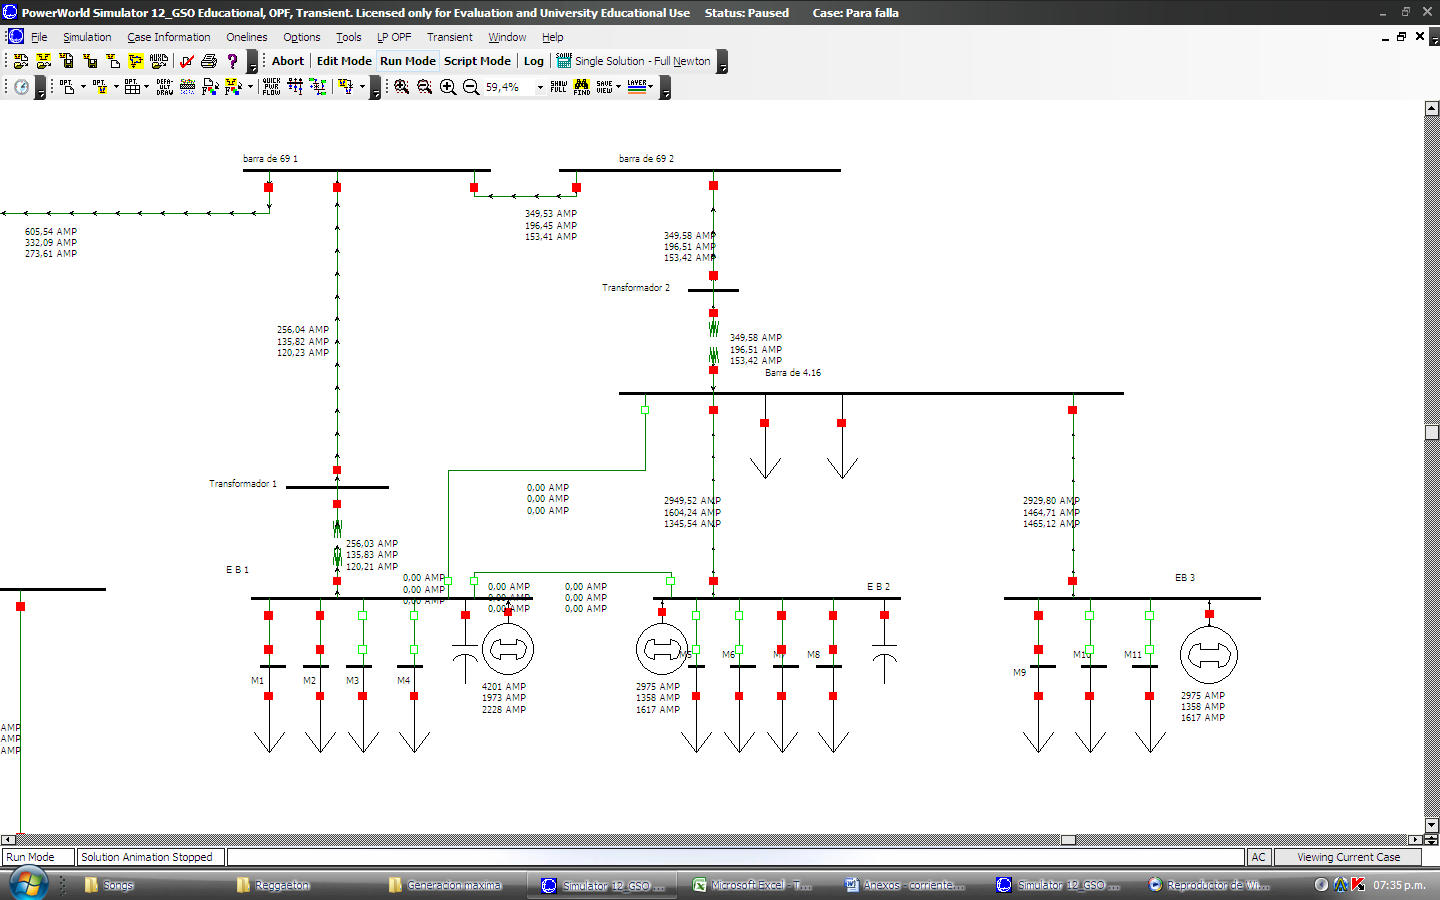 PowerWorld Simulator 12_GSO Educational, OPF, Transient. Licensed only for Evaluation and University Educational Use    Status: Paused    Case: Para falla
File Simulation Case Information Onelines Options Tools LP OPF Transient Window Help
Abort Edit Mode Run Mode Script Mode Log Single Solution - Full Newton
59,4%
barra de 69 1
barra de 69 2
605,54 AMP
332,09 AMP
273,61 AMP
349,53 AMP
196,45 AMP
153,41 AMP
349,58 AMP
196,51 AMP
153,42 AMP
Transformador 2
256,04 AMP
135,82 AMP
120,23 AMP
349,58 AMP
196,51 AMP
153,42 AMP
Barra de 4.16
Transformador 1
0,00 AMP
0,00 AMP
0,00 AMP
2949,52 AMP
1604,24 AMP
1345,54 AMP
2929,80 AMP
1464,71 AMP
1465,12 AMP
256,03 AMP
135,83 AMP
120,21 AMP
E B 1
0,00 AMP
0,00 AMP
0,00 AMP
0,00 AMP
0,00 AMP
0,00 AMP
0,00 AMP
0,00 AMP
0,00 AMP
E B 2
EB 3
M1 M2 M3 M4
M5 M6 M7 M8
M9 M10 M11
4201 AMP
1973 AMP
2228 AMP
2975 AMP
1358 AMP
1617 AMP
2975 AMP
1358 AMP
1617 AMP
AMP
AMP
AMP
Run Mode Solution Animation Stopped AC Viewing Current Case
Songs Reggaeton Generacion maxima Simulator 12_GSO ... Microsoft Excel - T... Anexos - corriente... Simulator 12_GSO ... Reproductor de Wi... 07:35 p.m.